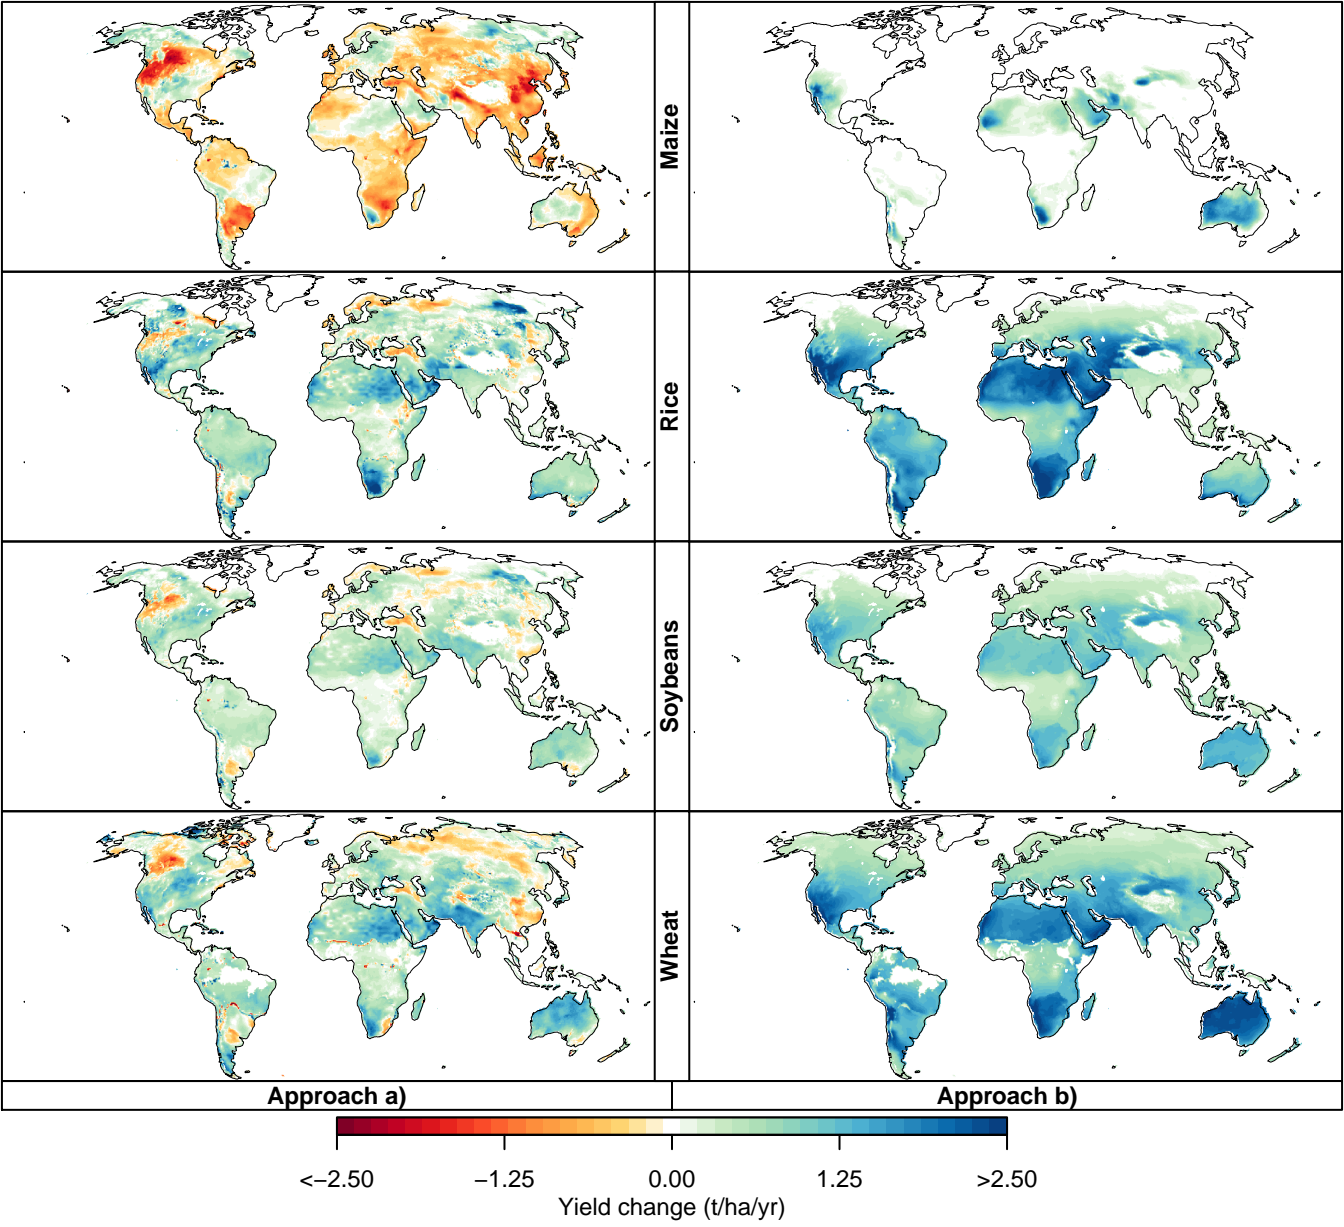 Maize
Rice
Soybeans
Wheat
Approach a)
Approach b)
<−2.50
−1.25
0.00
1.25
>2.50
Yield change (t/ha/yr)